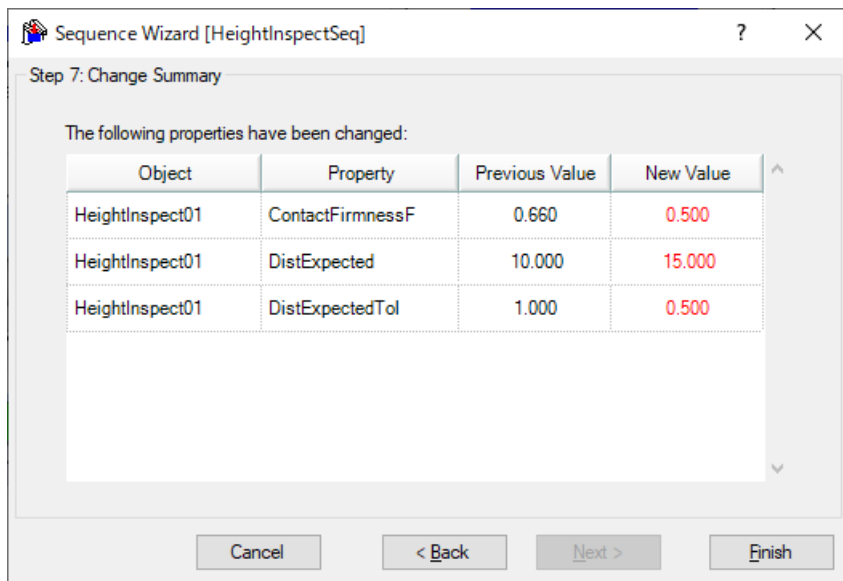 Sequence Wizard [HeightInspectSeq] ?
Step 7: Change Summary
The following properties have been changed:
Object Property Previous Value New Value
HeightInspect01 ContactFirmnessF 0.660 0.500
HeightInspect01 DistExpected 10.000 15.000
HeightInspect01 DistExpectedTol 1.000 0.500
Cancel < Back Next > Finish